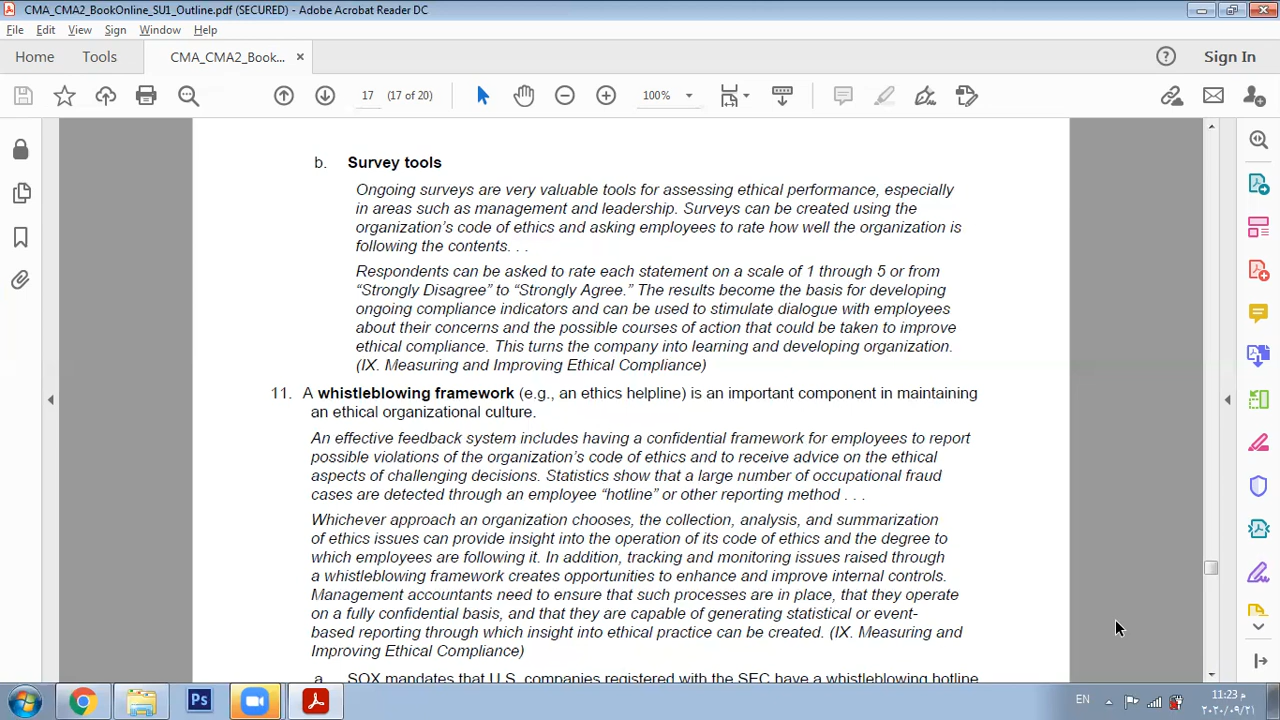 CMA_CMA2_BookOnline_SU1_Outline.pdf (SECURED) - Adobe Acrobat Reader DC
File Edit View Sign Window Help
Home Tools CMA_CMA2_Book... × ? Sign In
17 (17 of 20) 100%
b. Survey tools
Ongoing surveys are very valuable tools for assessing ethical performance, especially
in areas such as management and leadership. Surveys can be created using the
organization's code of ethics and asking employees to rate how well the organization is
following the contents. . .
Respondents can be asked to rate each statement on a scale of 1 through 5 or from
“Strongly Disagree” to “Strongly Agree.” The results become the basis for developing
ongoing compliance indicators and can be used to stimulate dialogue with employees
about their concerns and the possible courses of action that could be taken to improve
ethical compliance. This turns the company into learning and developing organization.
(IX. Measuring and Improving Ethical Compliance)
11. A whistleblowing framework (e.g., an ethics helpline) is an important component in maintaining
an ethical organizational culture.
An effective feedback system includes having a confidential framework for employees to report
possible violations of the organization's code of ethics and to receive advice on the ethical
aspects of challenging decisions. Statistics show that a large number of occupational fraud
cases are detected through an employee “hotline” or other reporting method . . .
Whichever approach an organization chooses, the collection, analysis, and summarization
of ethics issues can provide insight into the operation of its code of ethics and the degree to
which employees are following it. In addition, tracking and monitoring issues raised through
a whistleblowing framework creates opportunities to enhance and improve internal controls.
Management accountants need to ensure that such processes are in place, that they operate
on a fully confidential basis, and that they are capable of generating statistical or event-
based reporting through which insight into ethical practice can be created. (IX. Measuring and
Improving Ethical Compliance)
a. SOX mandates that U.S. companies registered with the SEC have a whistleblowing hotline
Ps EN 11:23 م
٢٠٢٠/٠٩/٢١